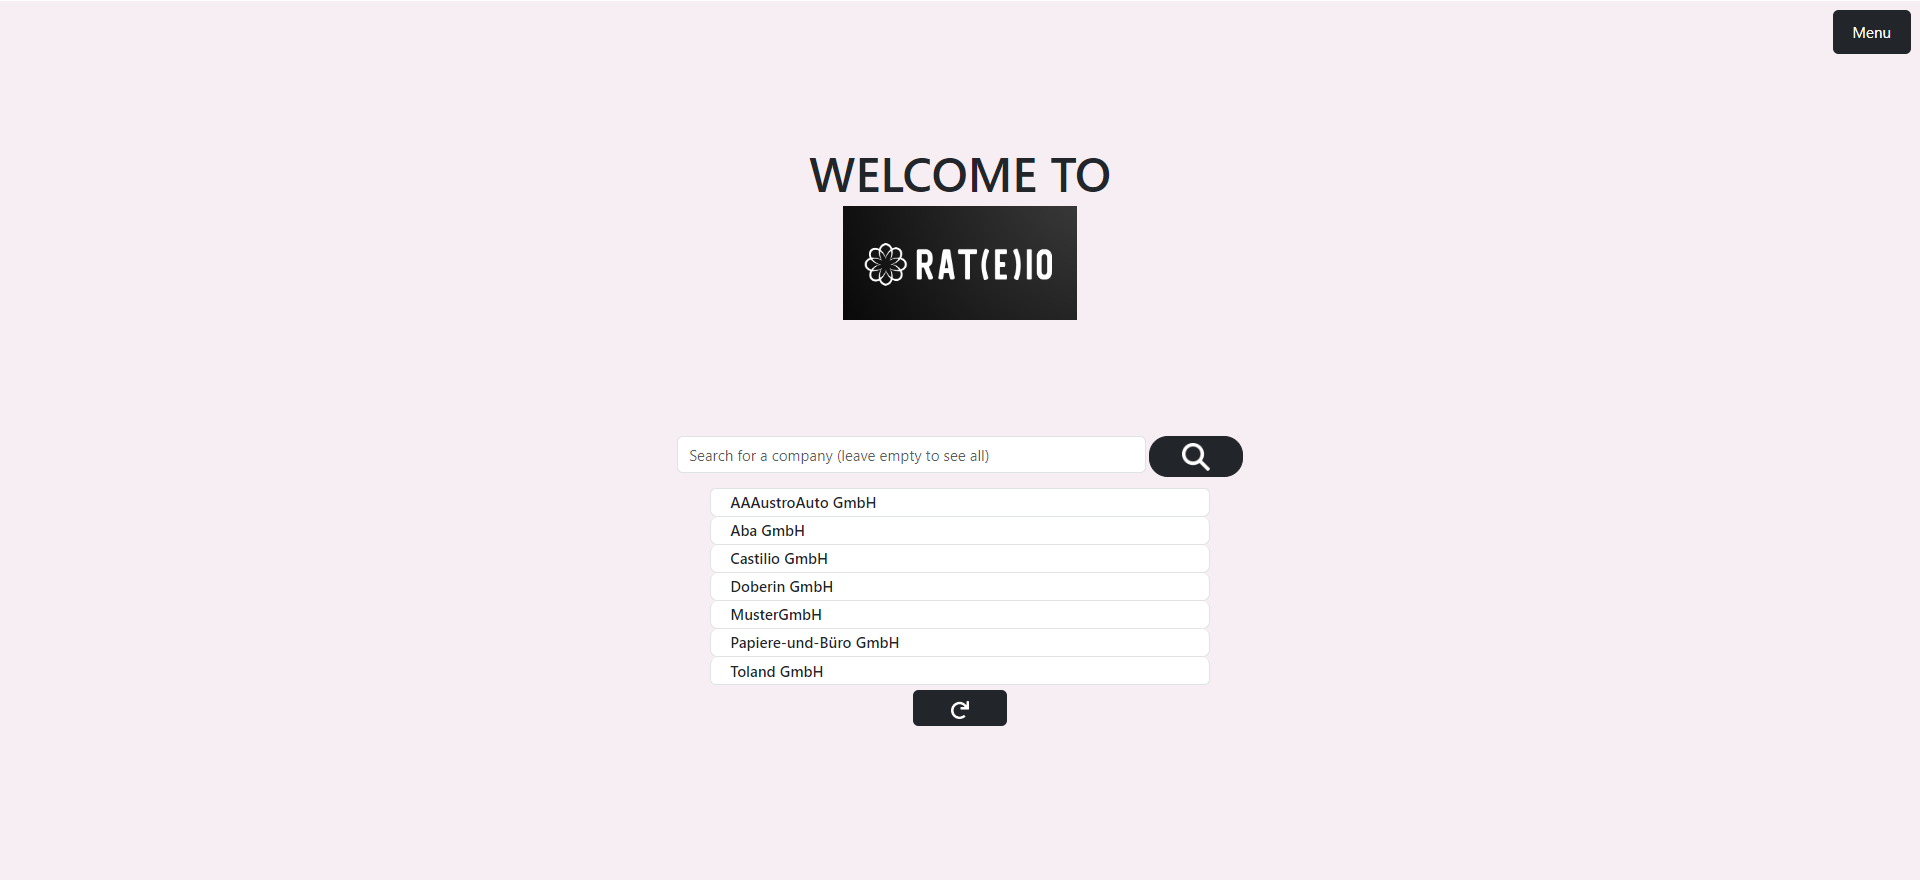 Menu
WELCOME TO
RAT(E)IO
Search for a company (leave empty to see all)
AAAustroAuto GmbH
Aba GmbH
Castilio GmbH
Doberin GmbH
MusterGmbH
Papiere-und-Büro GmbH
Toland GmbH